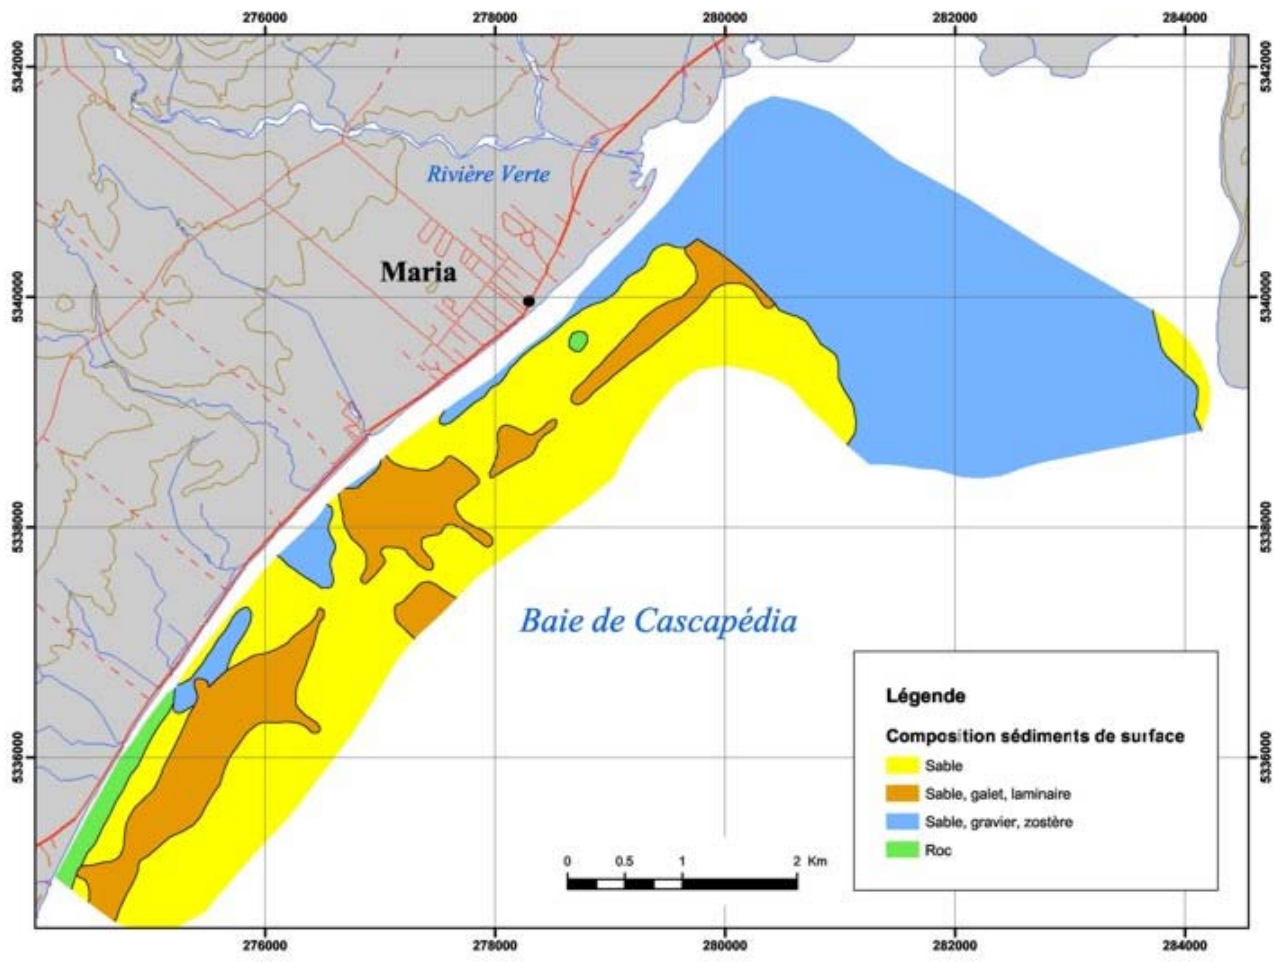 276000 278000 280000 282000 284000
5342000 5342000
Rivière Verte
Maria
5340000 5340000
5338000 5338000
Baie de Cascapédia
Légende
Composition sédiments de surface
Sable
Sable, galet, laminaire
Sable, gravier, zostère
Roc
5336000 5336000
0 0.5 1 2 Km
276000 278000 280000 282000 284000